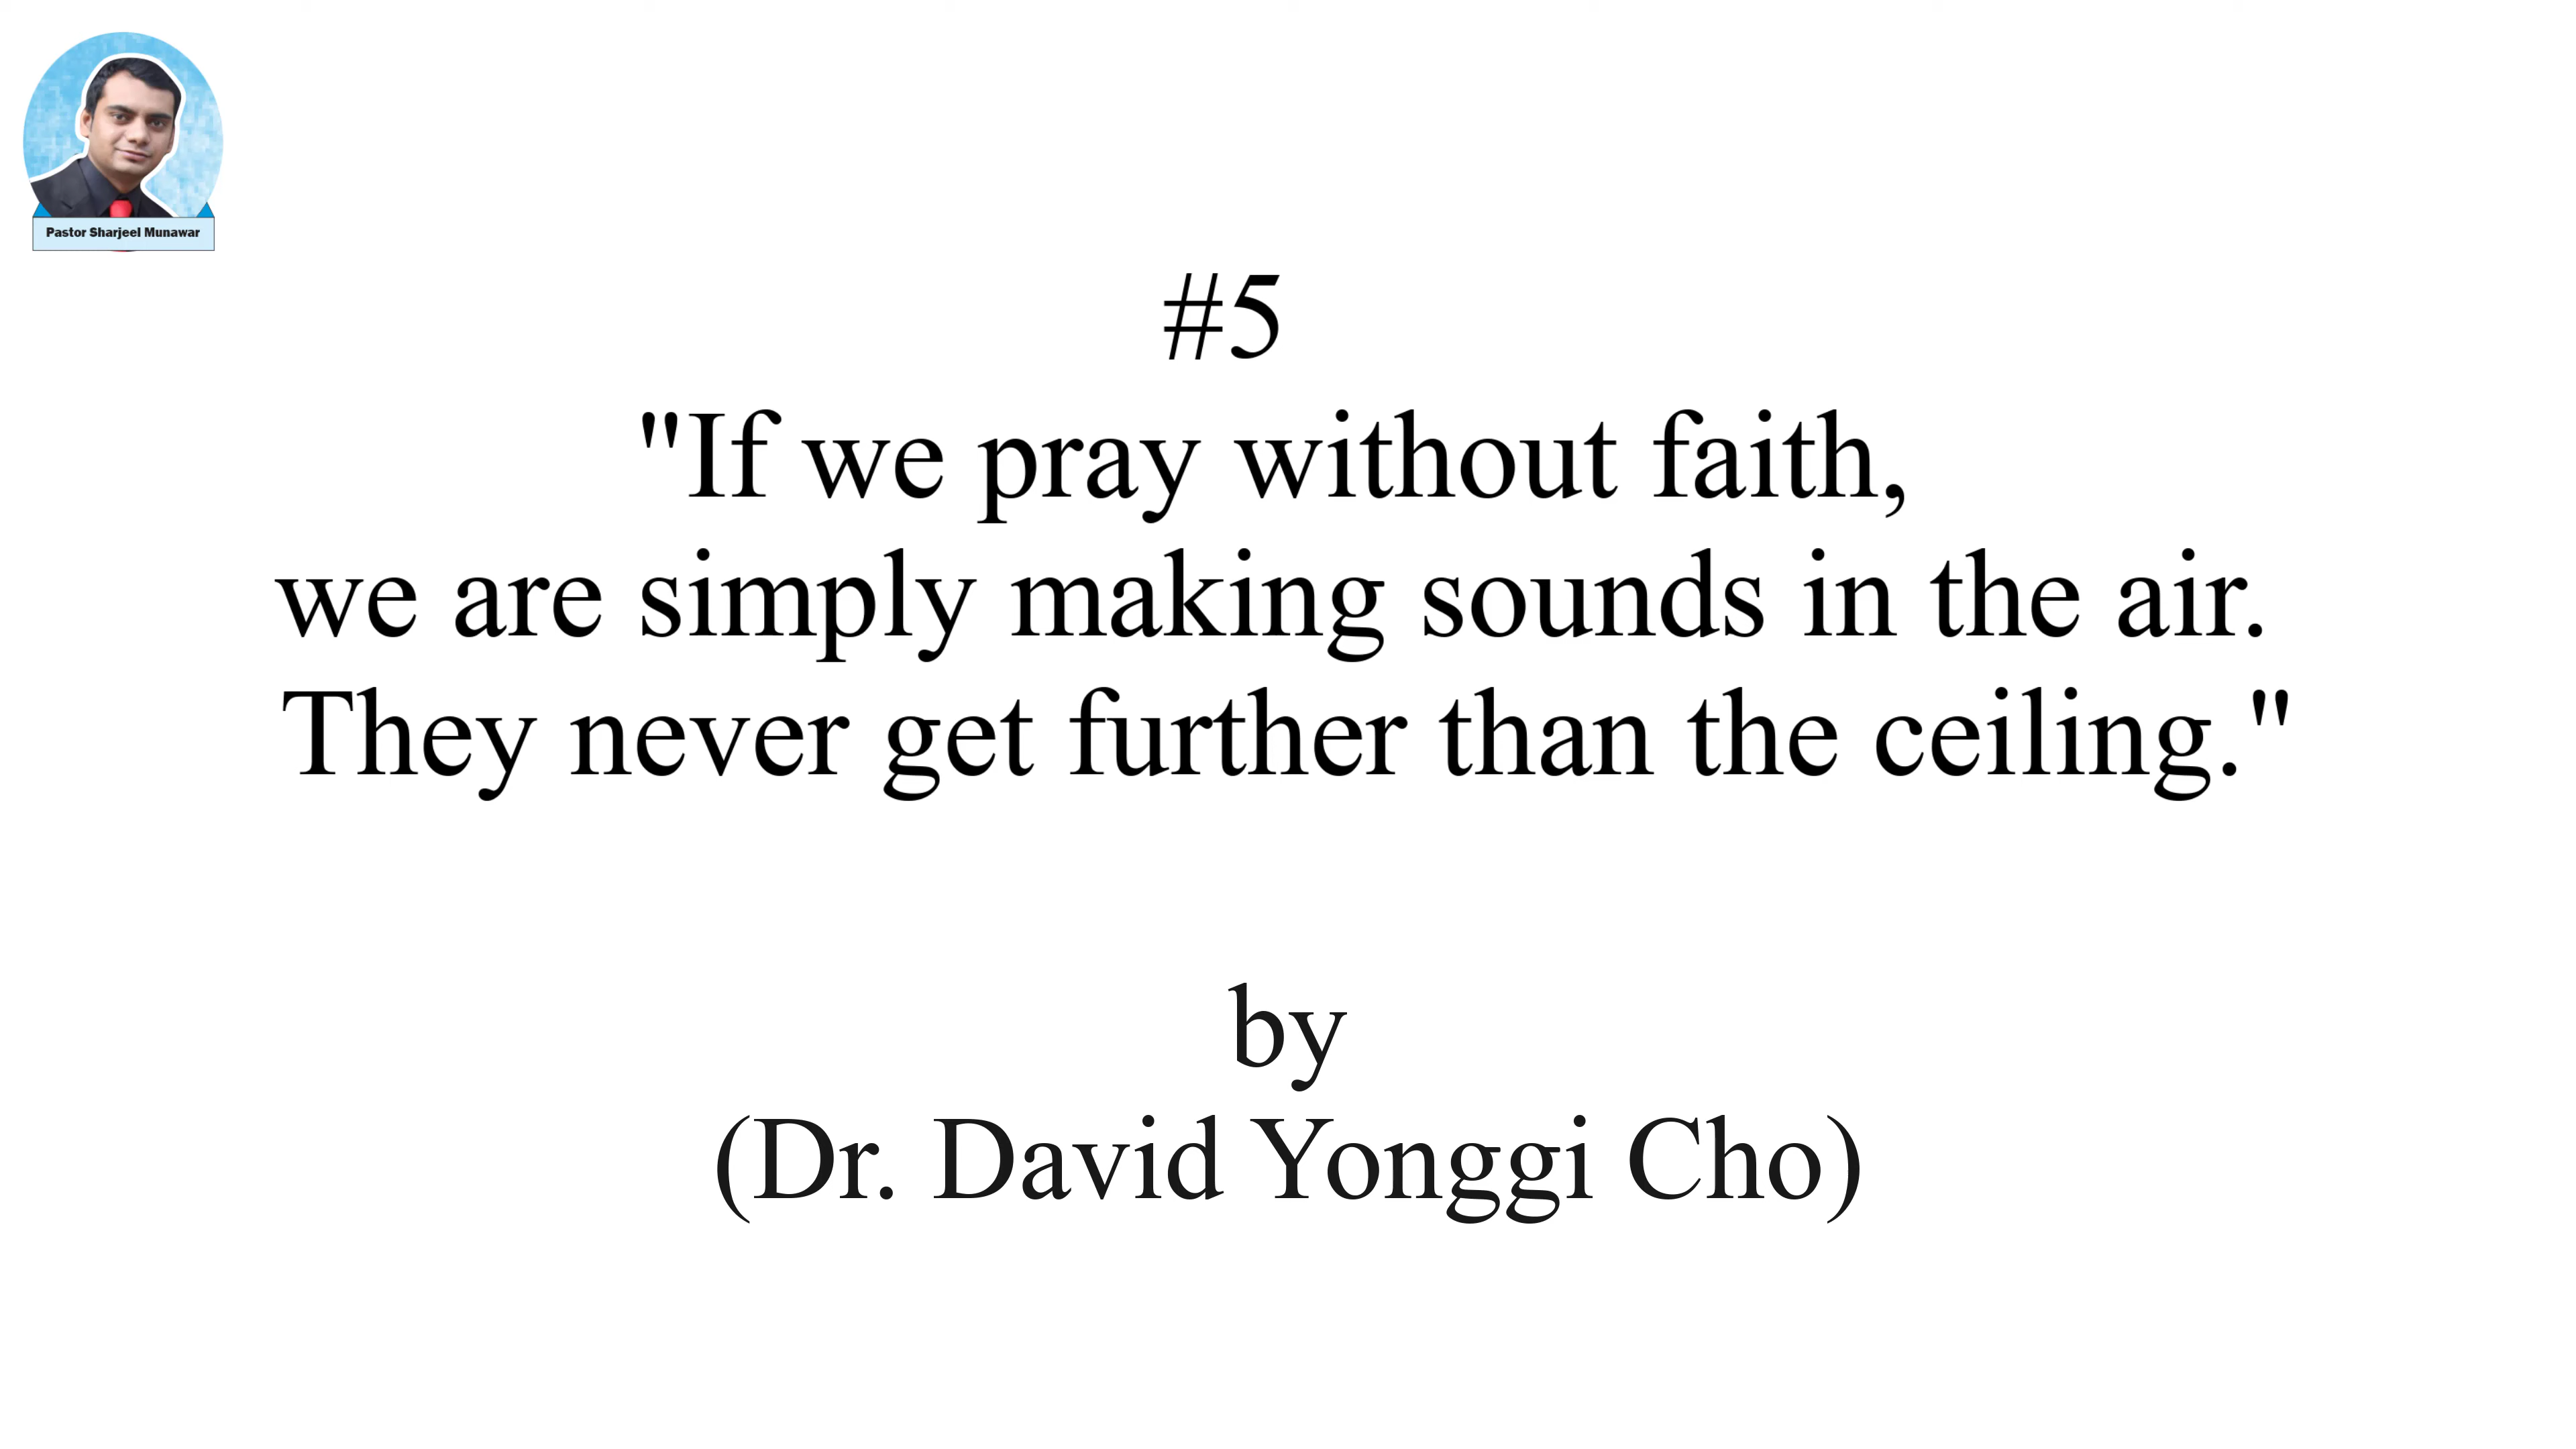 Pastor Sharjeel Munawar
#5
"If we pray without faith,
we are simply making sounds in the air.
They never get further than the ceiling."
by
(Dr. David Yonggi Cho)